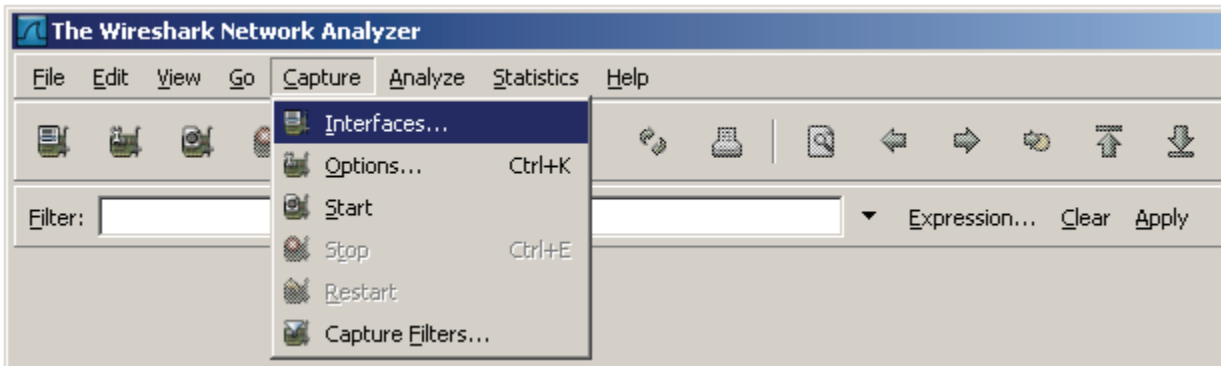 The Wireshark Network Analyzer
File Edit View Go Capture Analyze Statistics Help
Interfaces...
Options... Ctrl+K
Start
Stop Ctrl+E
Restart
Capture Filters...
Filter: Expression... Clear Apply